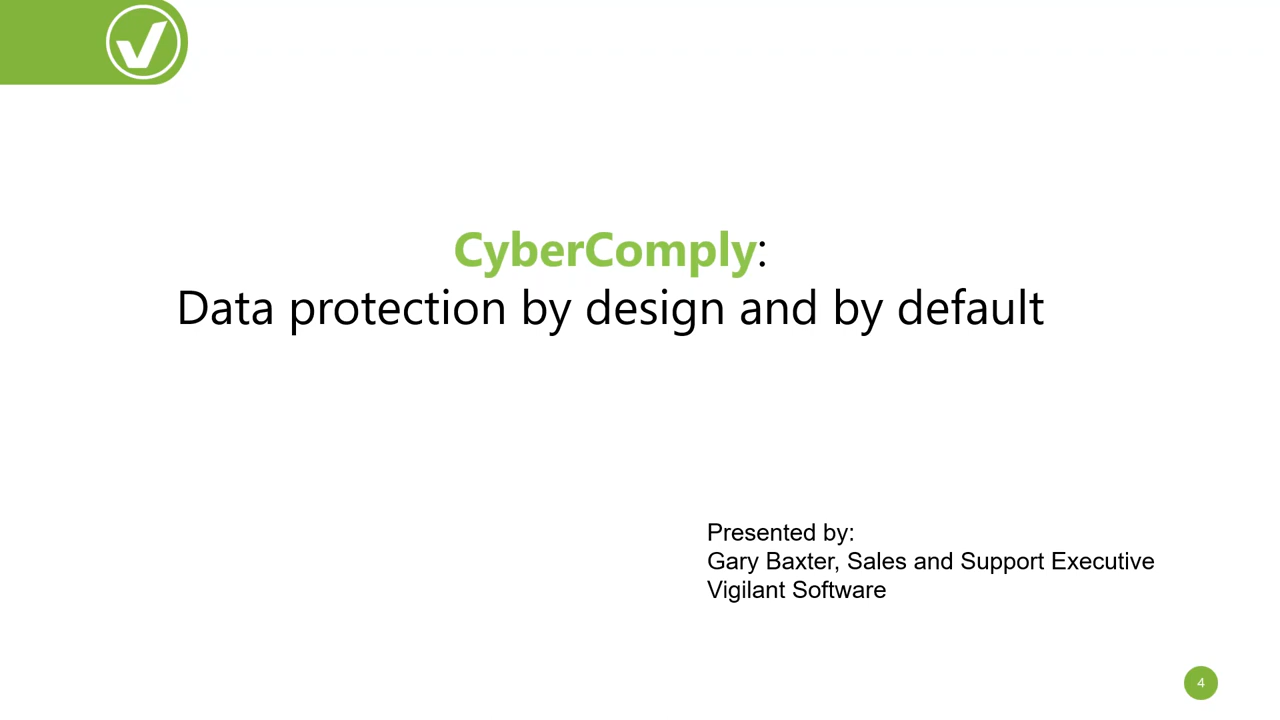 CyberComply:
Data protection by design and by default
Presented by:
Gary Baxter, Sales and Support Executive
Vigilant Software
4